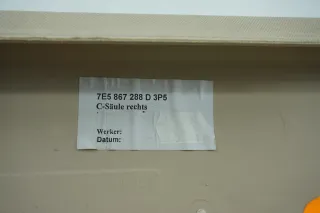 7E5 867 288 D 3P5
C-Säule rechts
Werker:
Datum: